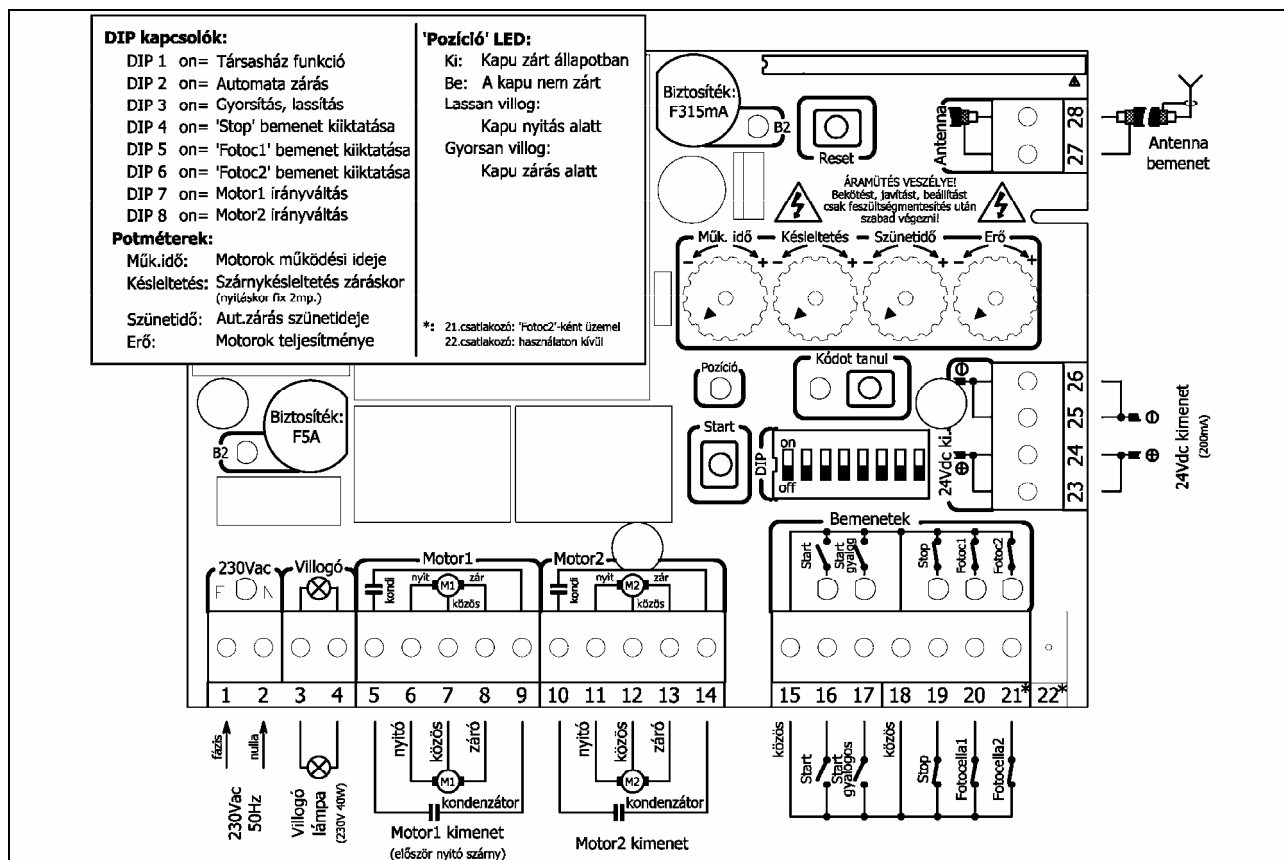 DIP kapcsolók:
DIP 1 on= Társasház funkció
DIP 2 on= Automata zárás
DIP 3 on= Gyorsítás, lassítás
DIP 4 on= 'Stop' bemenet kiiktatása
DIP 5 on= 'Fotoc1' bemenet kiiktatása
DIP 6 on= 'Fotoc2' bemenet kiiktatása
DIP 7 on= Motor1 irányváltás
DIP 8 on= Motor2 irányváltás
Potméterek:
Műk.idő: Motorok működési ideje
Késleltetés: Szárnykésleltetés záráskor
(nyitáskor fix 2mp.)
Szünetidő: Aut.zárás szünetideje
Erő: Motorok teljesítménye
'Pozíció' LED:
Ki: Kapu zárt állapotban
Be: A kapu nem zárt
Lassan villog:
Kapu nyitás alatt
Gyorsan villog:
Kapu zárás alatt
*: 21.csatlakozó: 'Fotoc2'-ként üzemel
22.csatlakozó: használaton kívül
Biztosíték:
F315mA
B2
Reset
Antenna
28
27
Antenna
bemenet
ÁRAMÜTÉS VESZÉLYE!
Bekötést, javítást, beállítást
csak feszültségmentesítés után
szabad végezni!
Műk. idő Késleltetés Szünetidő Erő
- + - + - + - +
Pozíció
Kódot tanul
Biztosíték:
F5A
B2
Start
DIP
on
off
24Vdc ki.
26
25
24
23
24Vdc kimenet
(200mA)
230Vac
F N
Villogó
Motor1
kondi
nyit
M1
zár
közös
Motor2
kondi
nyit
M2
zár
közös
Bemenetek
Start
Start
gyalog
Stop
Fotoc1
Fotoc2
1 2 3 4 5 6 7 8 9 10 11 12 13 14 15 16 17 18 19 20 21* 22*
fázis
nulla
230Vac
50Hz
Villogó
lámpa
(230V 40W)
nyitó
közös
záró
M1
kondenzátor
Motor1 kimenet
(először nyitó szárny)
nyitó
közös
záró
M2
kondenzátor
Motor2 kimenet
közös
Start
Start
gyalogos
közös
Stop
Fotocella1
Fotocella2